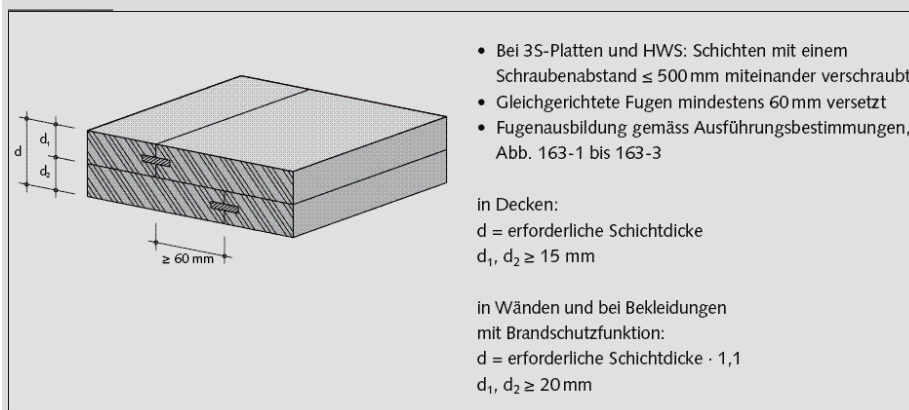 • Bei 3S-Platten und HWS: Schichten mit einem
Schraubenabstand ≤ 500 mm miteinander verschraubt
• Gleichgerichtete Fugen mindestens 60 mm versetzt
• Fugenausbildung gemäss Ausführungsbestimmungen,
Abb. 163-1 bis 163-3
d
d₁
d₂
≥ 60 mm
in Decken:
d = erforderliche Schichtdicke
d₁, d₂ ≥ 15 mm
in Wänden und bei Bekleidungen
mit Brandschutzfunktion:
d = erforderliche Schichtdicke · 1,1
d₁, d₂ ≥ 20 mm